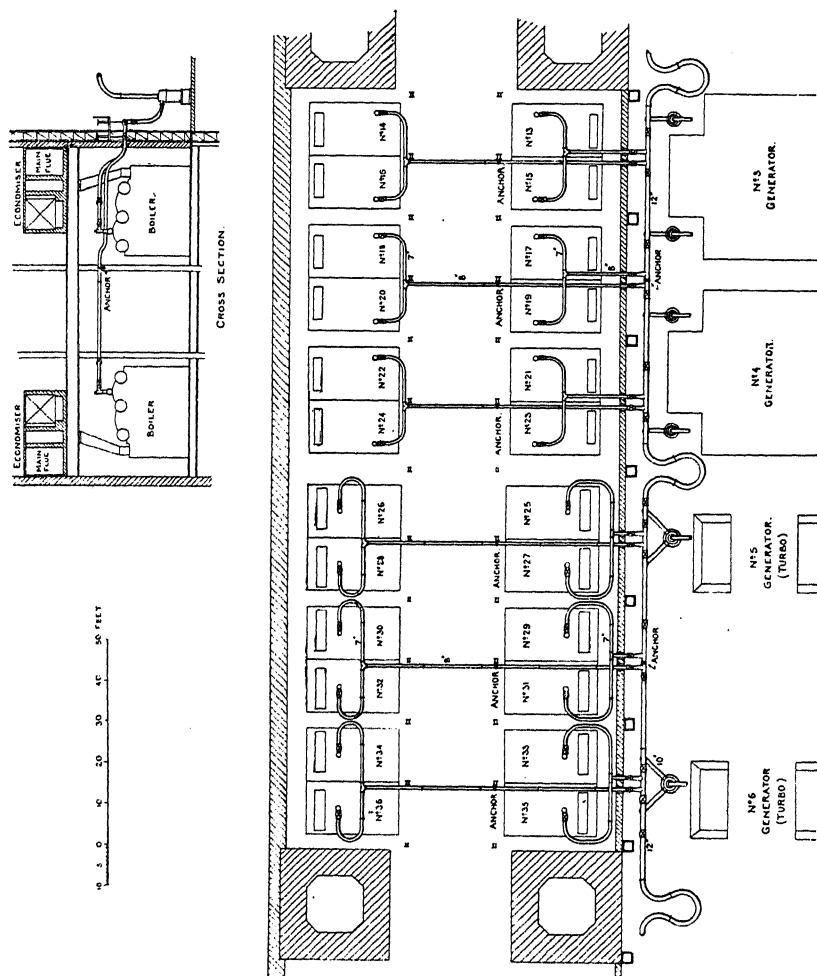 ECONOMISER
MAIN FLUE
BOILER
ANCHOR
BOILER
ECONOMISER
MAIN FLUE
CROSS SECTION.
10 5 0 10 20 30 40 50 FEET
Nº14
Nº16
Nº18
7"
Nº20
8"
Nº22
Nº24
Nº26
Nº28
Nº30
7"
Nº32
8"
Nº34
Nº36
ANCHOR
ANCHOR
ANCHOR.
ANCHOR
ANCHOR
ANCHOR
Nº13
Nº15
Nº17
7"
8"
Nº19
Nº21
Nº23
Nº25
Nº27
Nº29
7"
Nº31
Nº33
Nº35
12"
ANCHOR
ANCHOR
10"
12"
Nº3
GENERATOR.
Nº4
GENERATOR.
Nº5
GENERATOR.
(TURBO)
Nº6
GENERATOR
(TURBO)